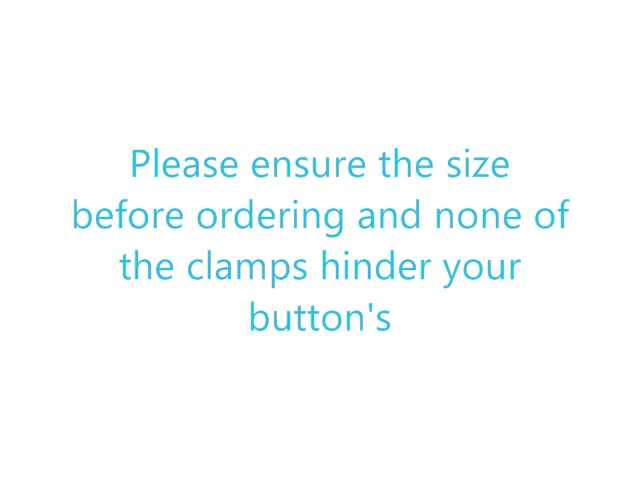 Please ensure the size
before ordering and none of
the clamps hinder your
button's